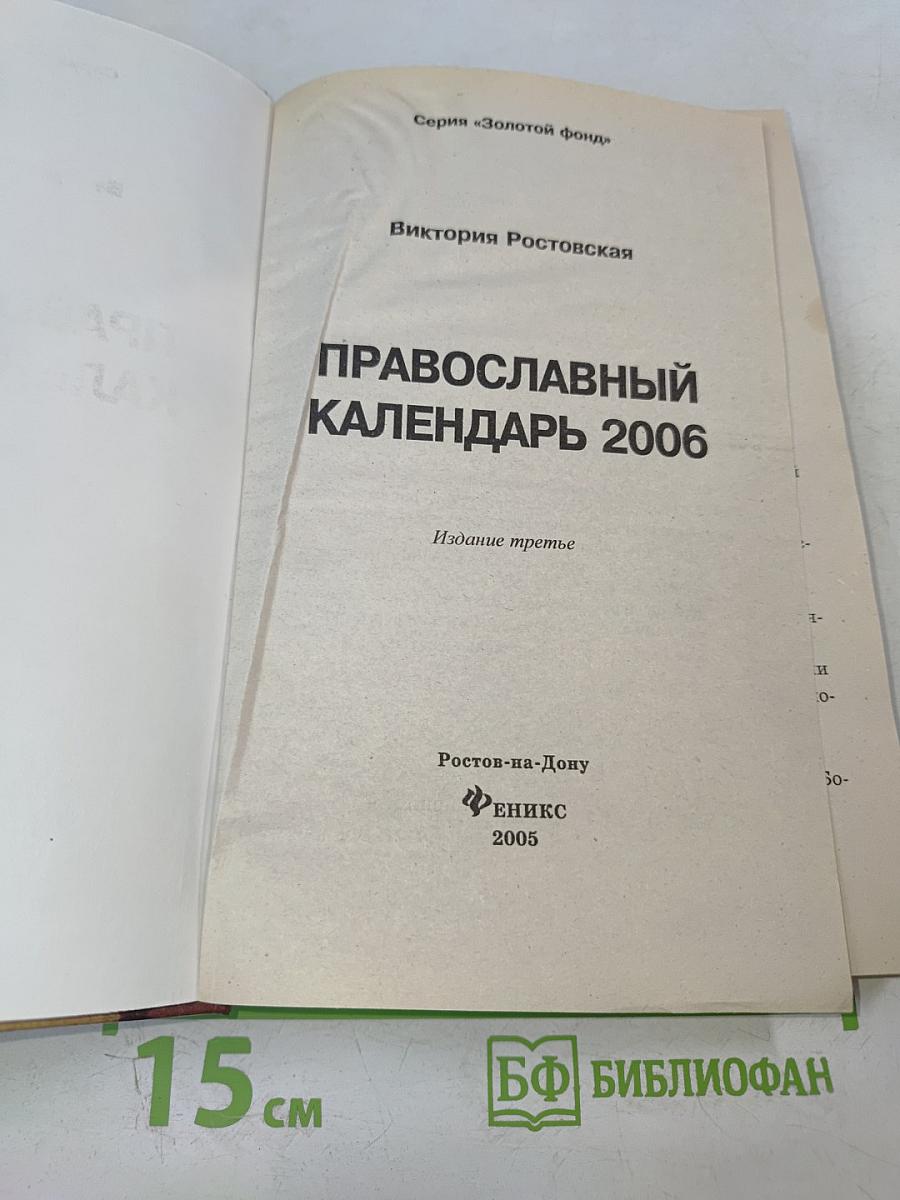 Серия «Золотой фонд»
Виктория Ростовская
ПРАВОСЛАВНЫЙ
КАЛЕНДАРЬ 2006
Издание третье
Ростов-на-Дону
ФЕНИКС
2005
15 см
БФ БИБЛИОФАН